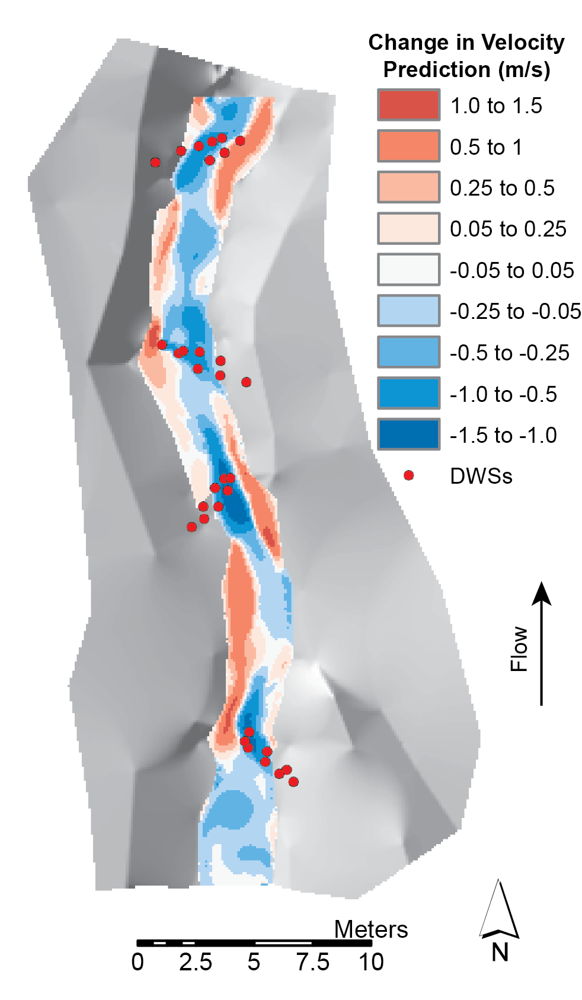 Change in Velocity
Prediction (m/s)
1.0 to 1.5
0.5 to 1
0.25 to 0.5
0.05 to 0.25
-0.05 to 0.05
-0.25 to -0.05
-0.5 to -0.25
-1.0 to -0.5
-1.5 to -1.0
DWSs
Flow
Meters
0 2.5 5 7.5 10
N